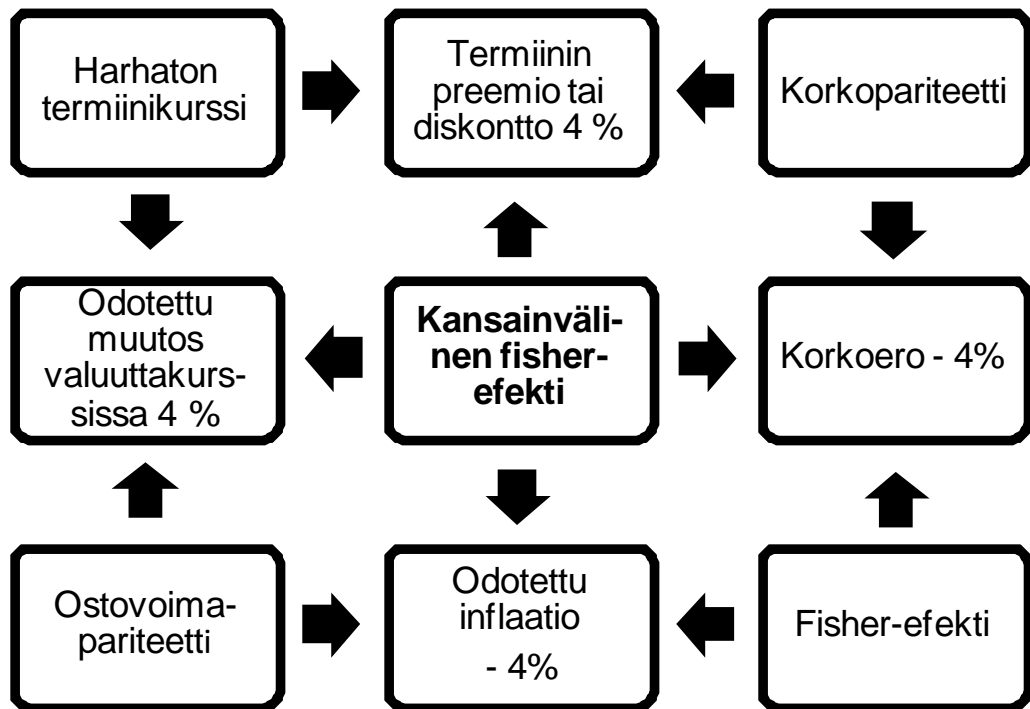 Harhaton
termiinikurssi
Termiinin
preemio tai
diskontto 4 %
Korkopariteetti
Odotettu
muutos
valuuttakurs-
sissa 4 %
Kansainväli-
nen fisher-
efekti
Korkoero - 4%
Ostovoima-
pariteetti
Odotettu
inflaatio
- 4%
Fisher-efekti